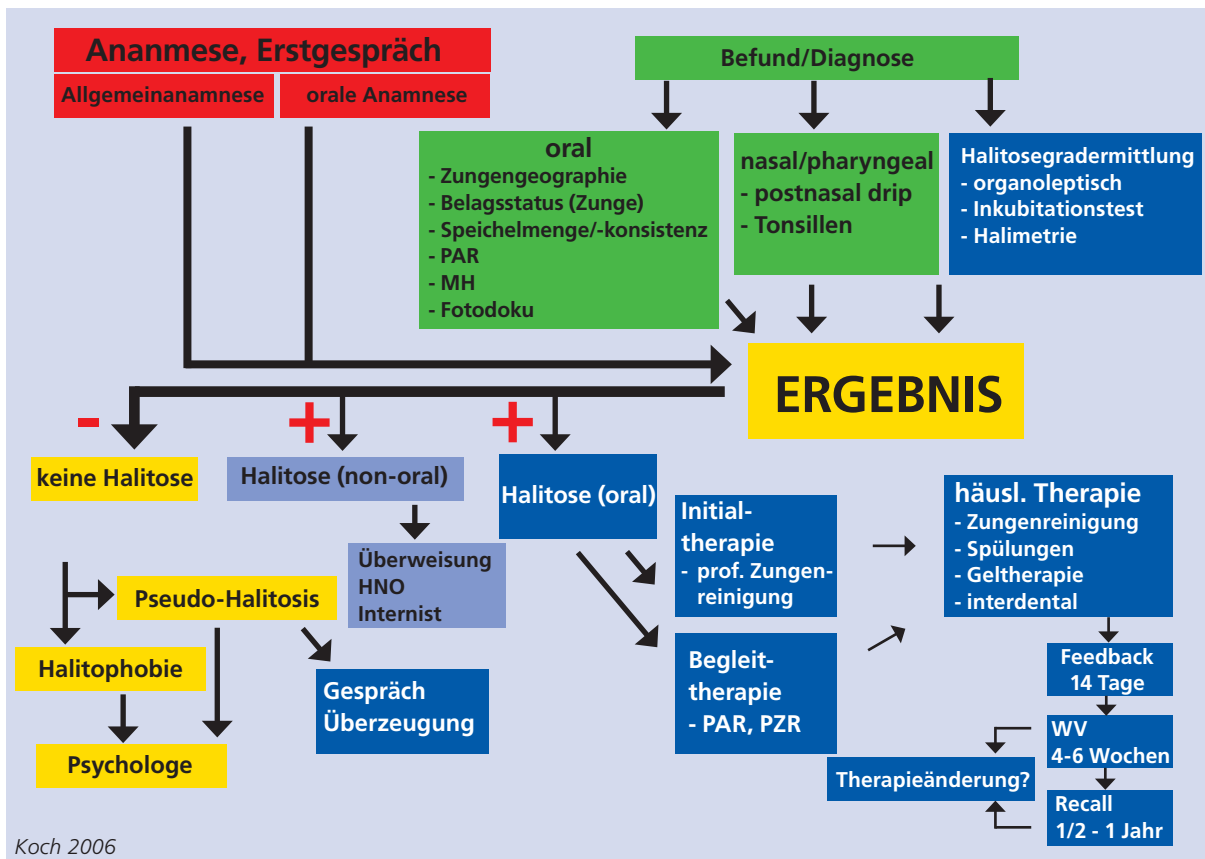 Ananmese, Erstgespräch
Allgemeinanamnese
orale Anamnese
Befund/Diagnose
oral
- Zungengeographie
- Belagsstatus (Zunge)
- Speichelmenge/-konsistenz
- PAR
- MH
- Fotodoku
nasal/pharyngeal
- postnasal drip
- Tonsillen
Halitosegradermittlung
- organoleptisch
- Inkubitationstest
- Halimetrie
ERGEBNIS
-
+
+
keine Halitose
Halitose (non-oral)
Halitose (oral)
Überweisung
HNO
Internist
Pseudo-Halitosis
Halitophobie
Psychologe
Gespräch
Überzeugung
Initial-
therapie
- prof. Zungen-
reinigung
Begleit-
therapie
- PAR, PZR
häusl. Therapie
- Zungenreinigung
- Spülungen
- Geltherapie
- interdental
Feedback
14 Tage
WV
4-6 Wochen
Therapieänderung?
Recall
1/2 - 1 Jahr
Koch 2006